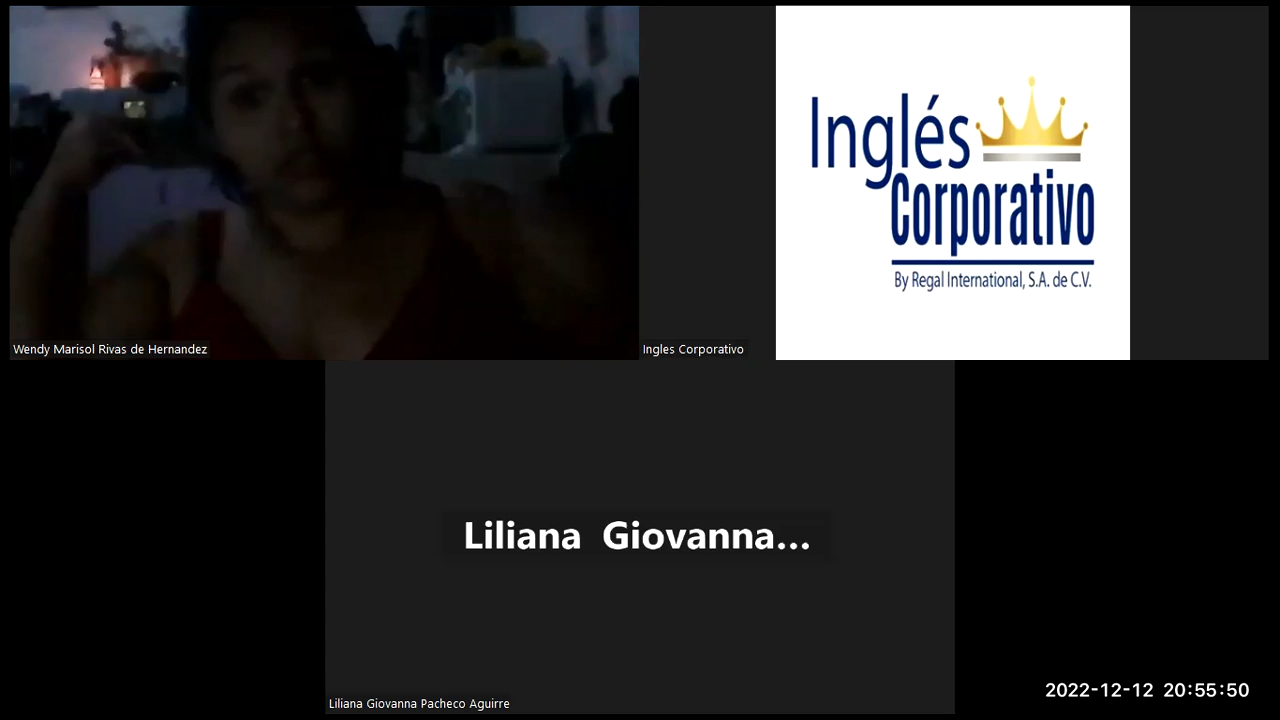 Inglés
Corporativo
By Regal International, S.A. de C.V.
Wendy Marisol Rivas de Hernandez
Ingles Corporativo
Liliana Giovanna...
Liliana Giovanna Pacheco Aguirre
2022-12-12 20:55:50